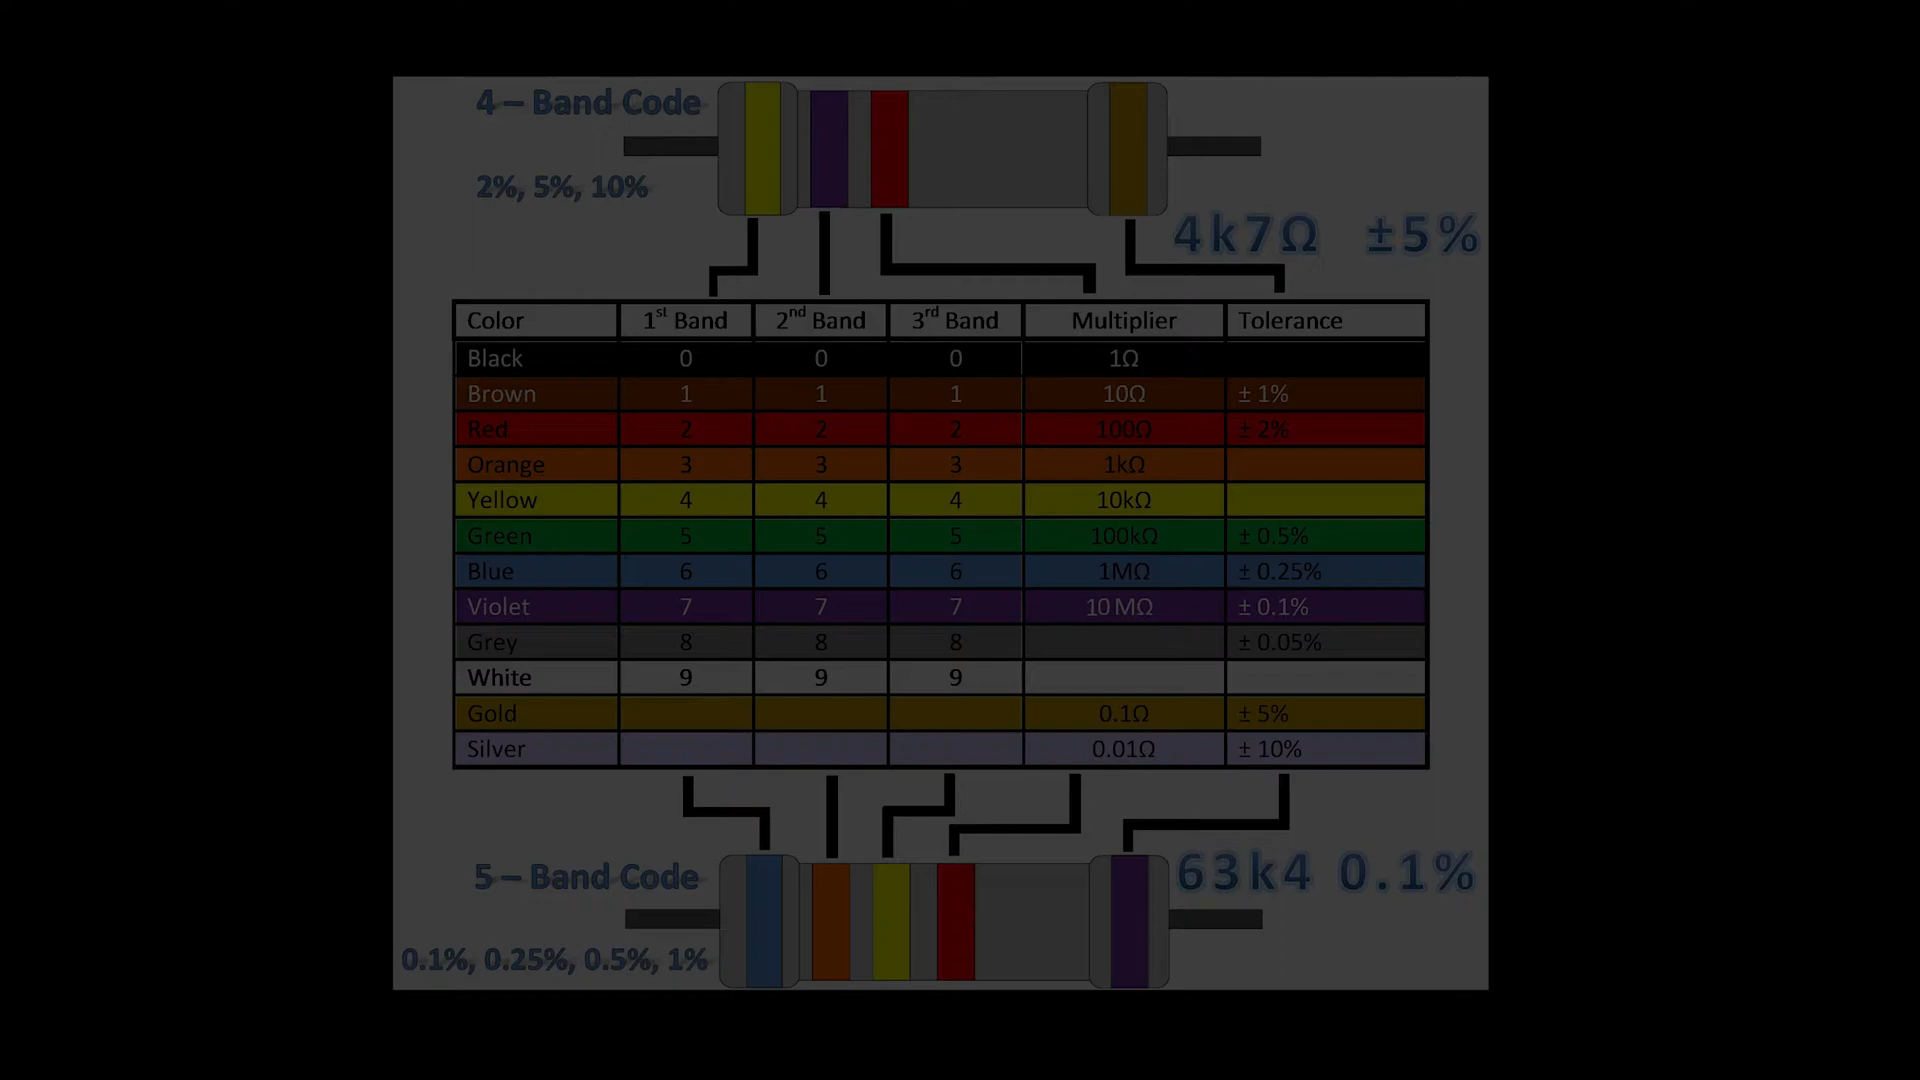 4 – Band Code
2%, 5%, 10%
4k7Ω ±5%
Color 1st Band 2nd Band 3rd Band Multiplier Tolerance
Black 0 0 0 1Ω
Brown 1 1 1 10Ω ± 1%
Red 2 2 2 100Ω ± 2%
Orange 3 3 3 1kΩ
Yellow 4 4 4 10kΩ
Green 5 5 5 100kΩ ± 0.5%
Blue 6 6 6 1MΩ ± 0.25%
Violet 7 7 7 10MΩ ± 0.1%
Grey 8 8 8 ± 0.05%
White 9 9 9
Gold 0.1Ω ± 5%
Silver 0.01Ω ± 10%
5 – Band Code
63k4 0.1%
0.1%, 0.25%, 0.5%, 1%